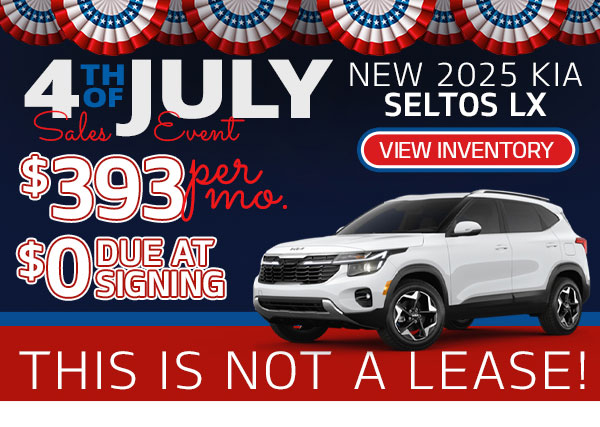 4TH OF JULY
Sales Event
$393 per mo.
$0 DUE AT SIGNING
NEW 2025 KIA
SELTOS LX
VIEW INVENTORY
THIS IS NOT A LEASE!